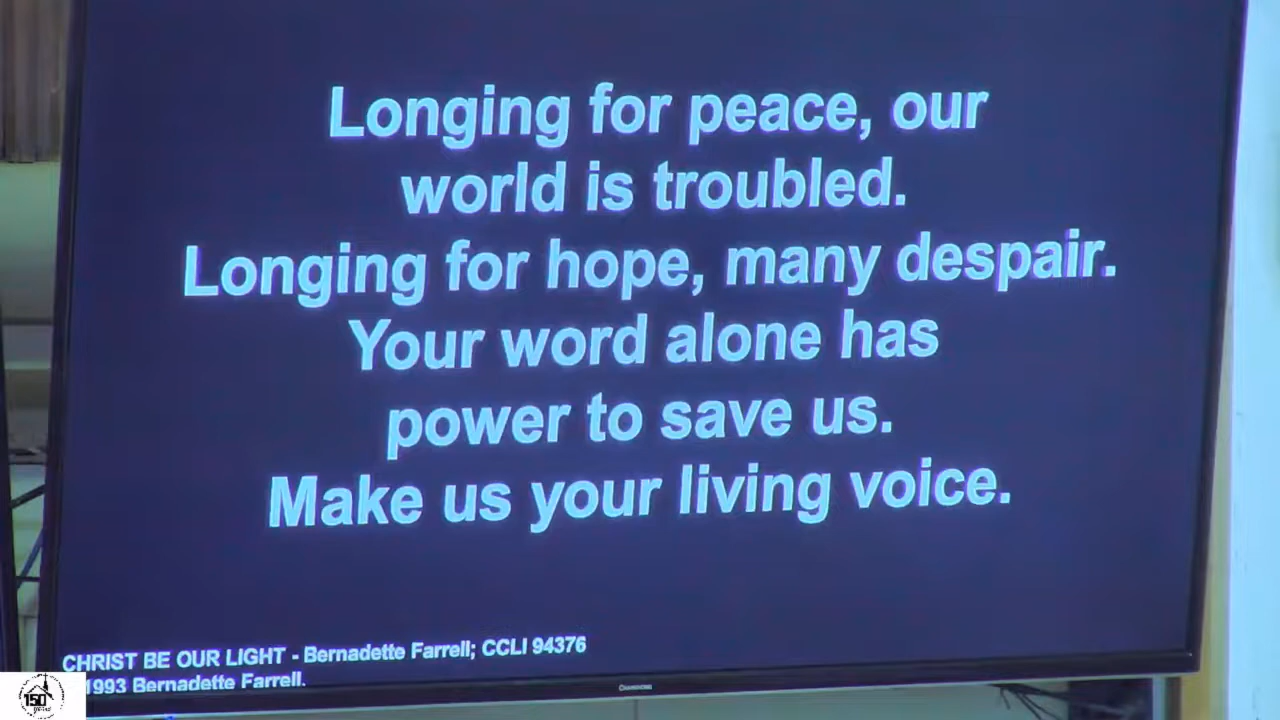 Longing for peace, our
world is troubled.
Longing for hope, many despair.
Your word alone has
power to save us.
Make us your living voice.
CHRIST BE OUR LIGHT - Bernadette Farrell; CCLI 94376
1993 Bernadette Farrell.
150